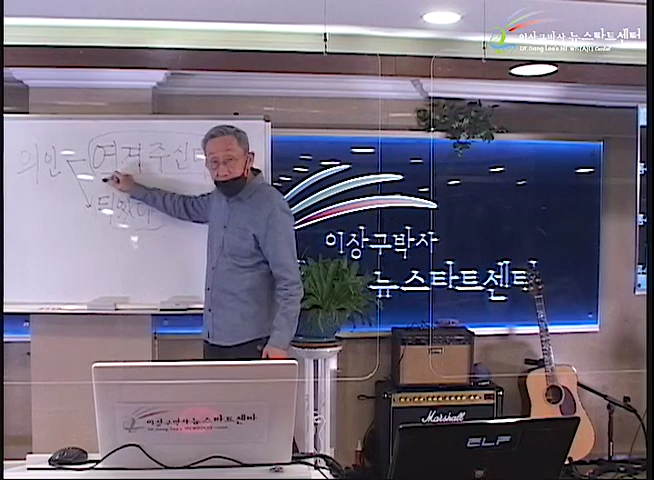 이상구박사 뉴스타트센터
Dr. Sang Lee's NEWSTART Center
의인
여겨주신다
되었다
이상구박사
뉴스타트센터
Marshall
이상구박사 뉴스타트센터
ELF